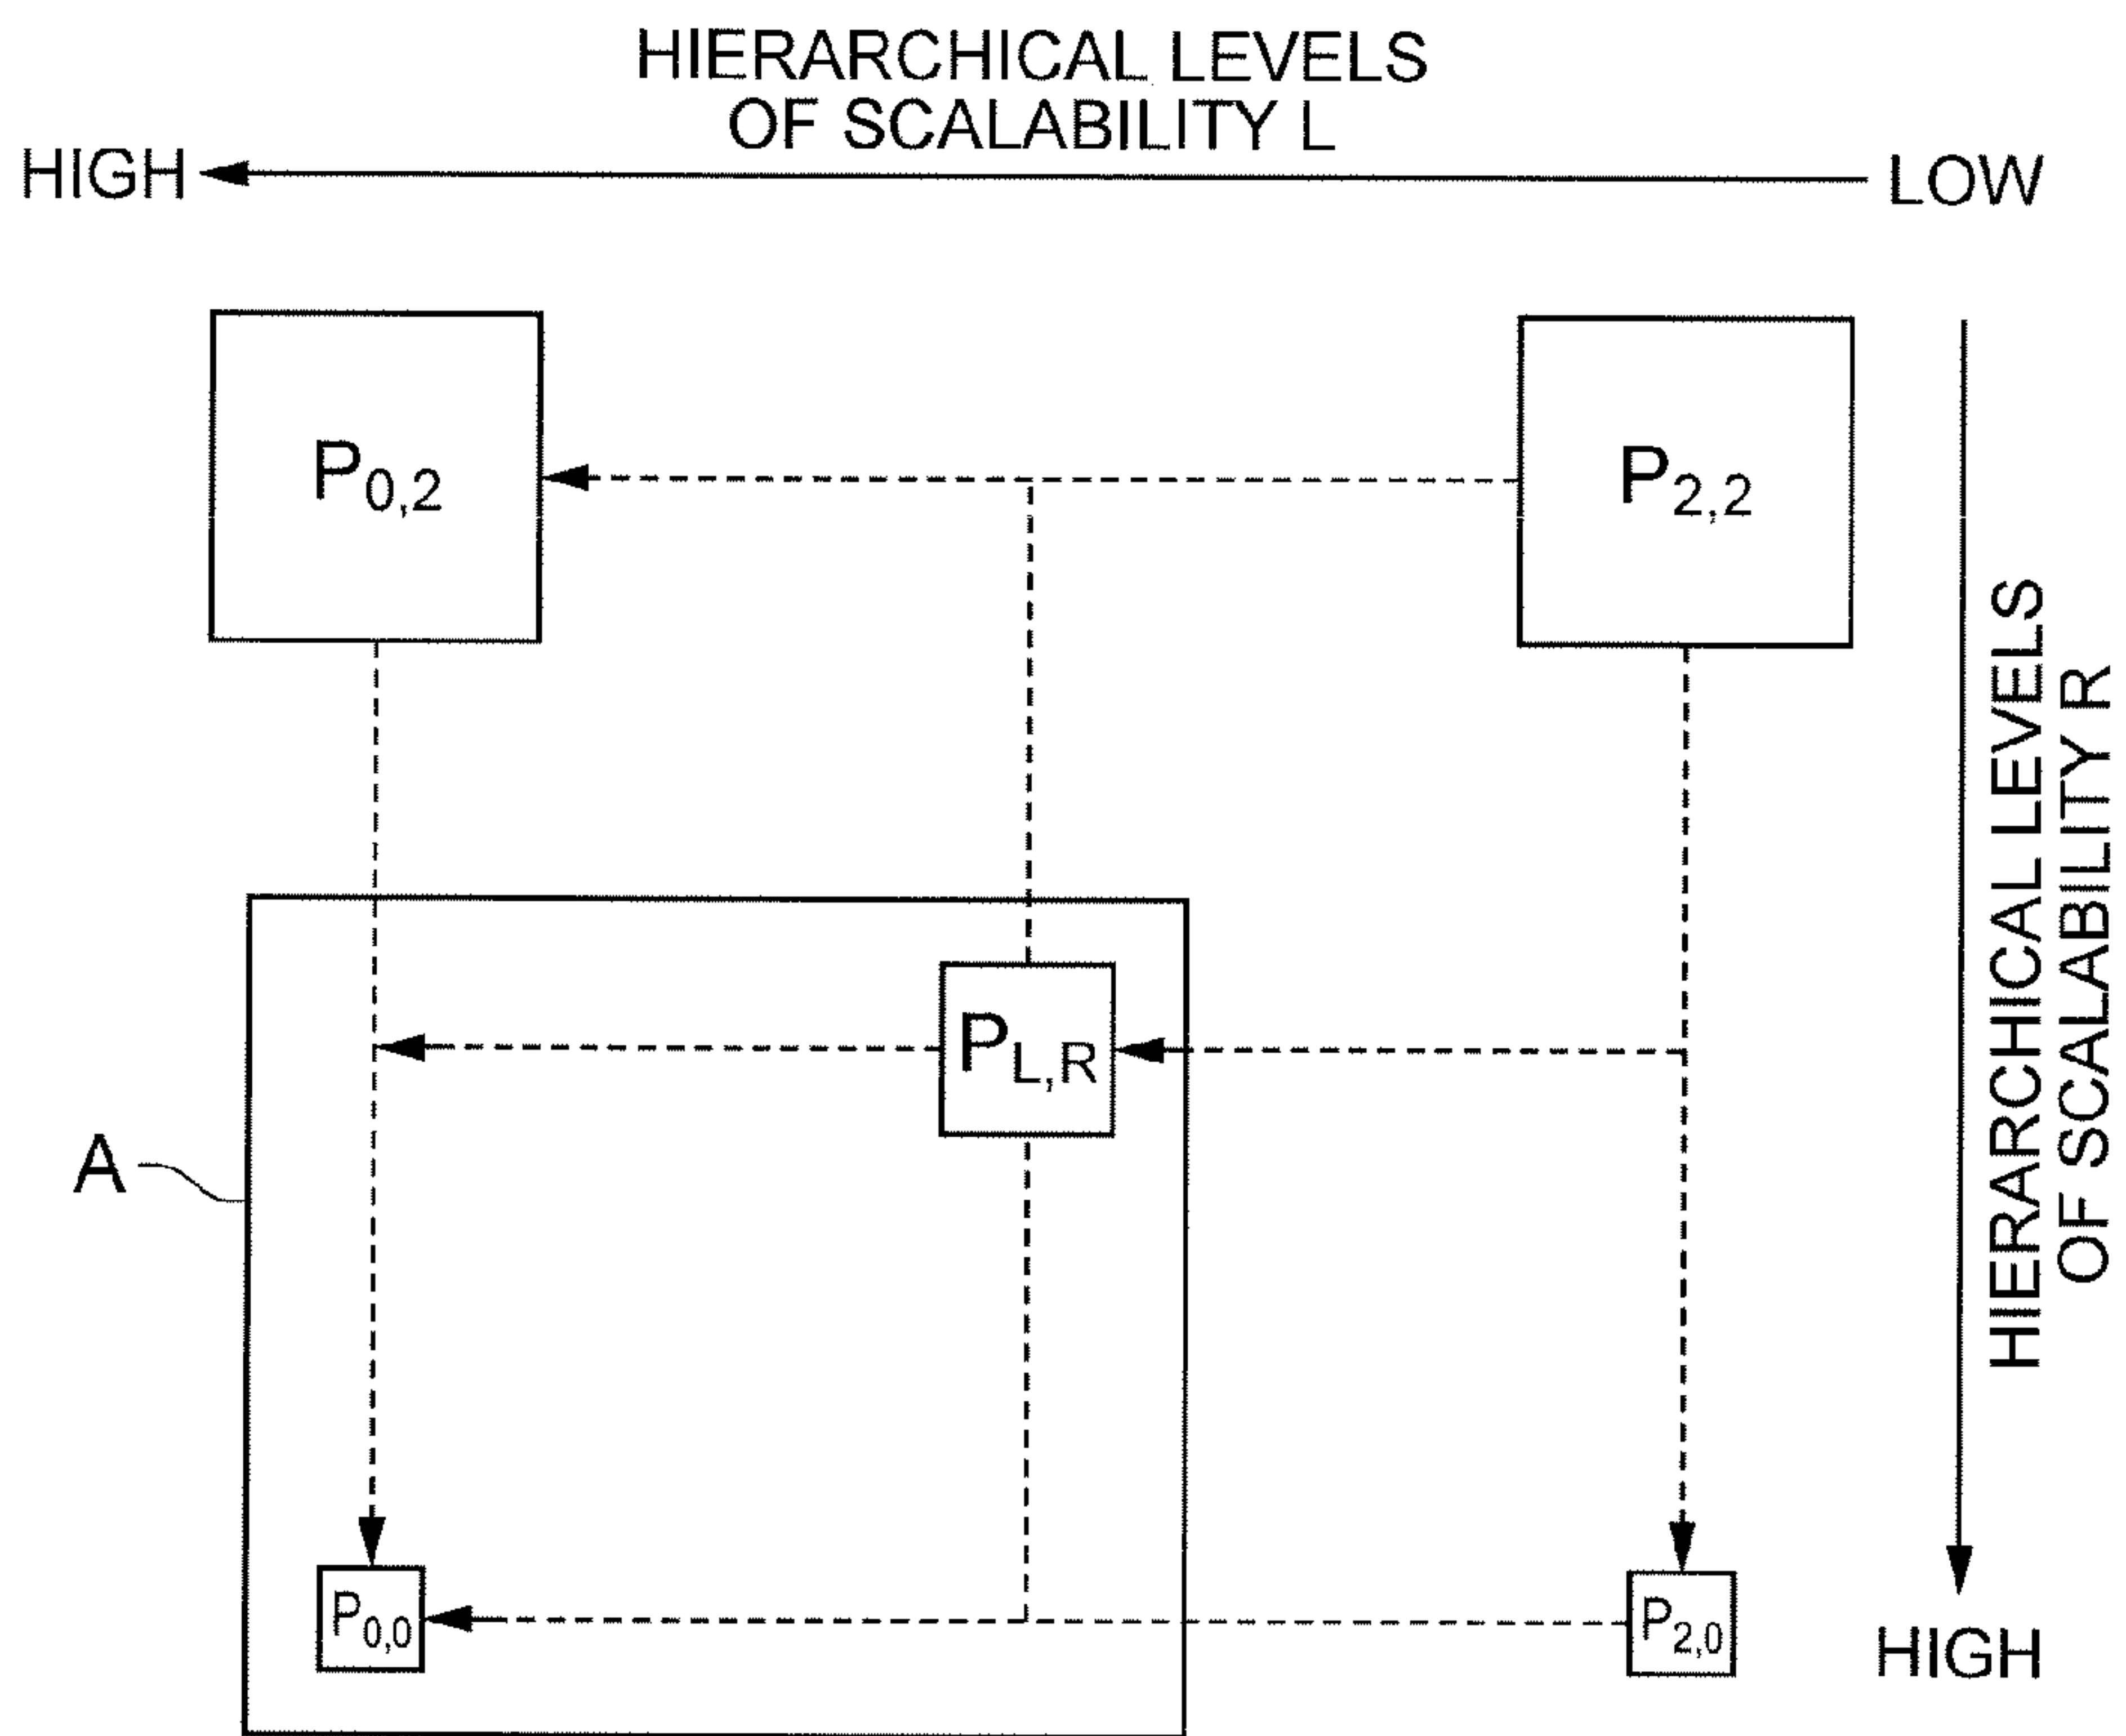 HIERARCHICAL LEVELS
OF SCALABILITY L
HIGH
LOW
P0,2
P2,2
HIERARCHICAL LEVELS
OF SCALABILITY R
PL,R
A
P0,0
P2,0
HIGH